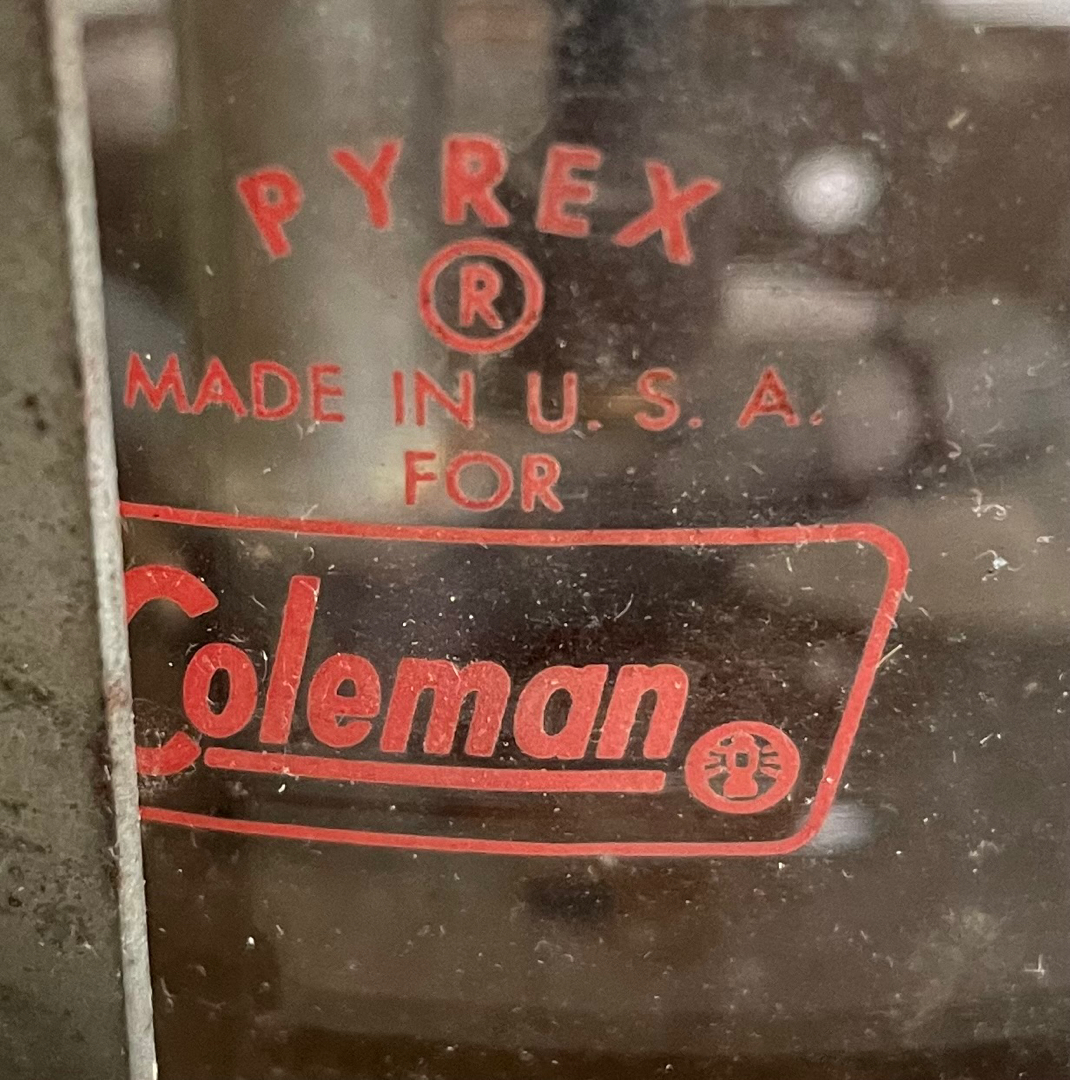 PYREX
®
MADE IN U. S. A.
FOR
Coleman